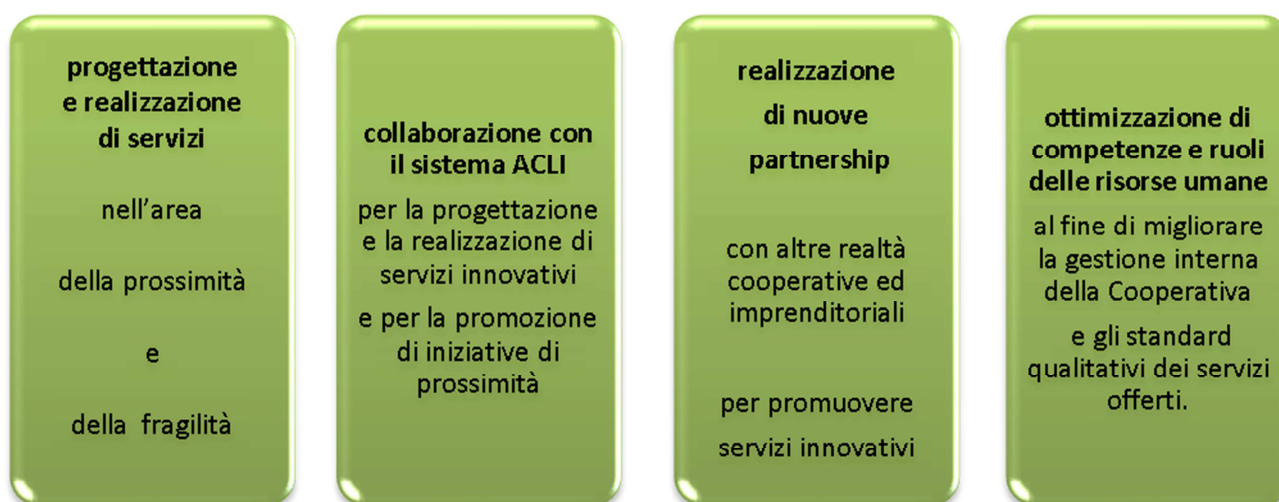 progettazione
e realizzazione
di servizi
nell'area
della prossimità
e
della fragilità
collaborazione con
il sistema ACLI
per la progettazione
e la realizzazione di
servizi innovativi
e per la promozione
di iniziative di
prossimità
realizzazione
di nuove
partnership
con altre realtà
cooperative ed
imprenditoriali
per promuovere
servizi innovativi
ottimizzazione di
competenze e ruoli
delle risorse umane
al fine di migliorare
la gestione interna
della Cooperativa
e gli standard
qualitativi dei servizi
offerti.